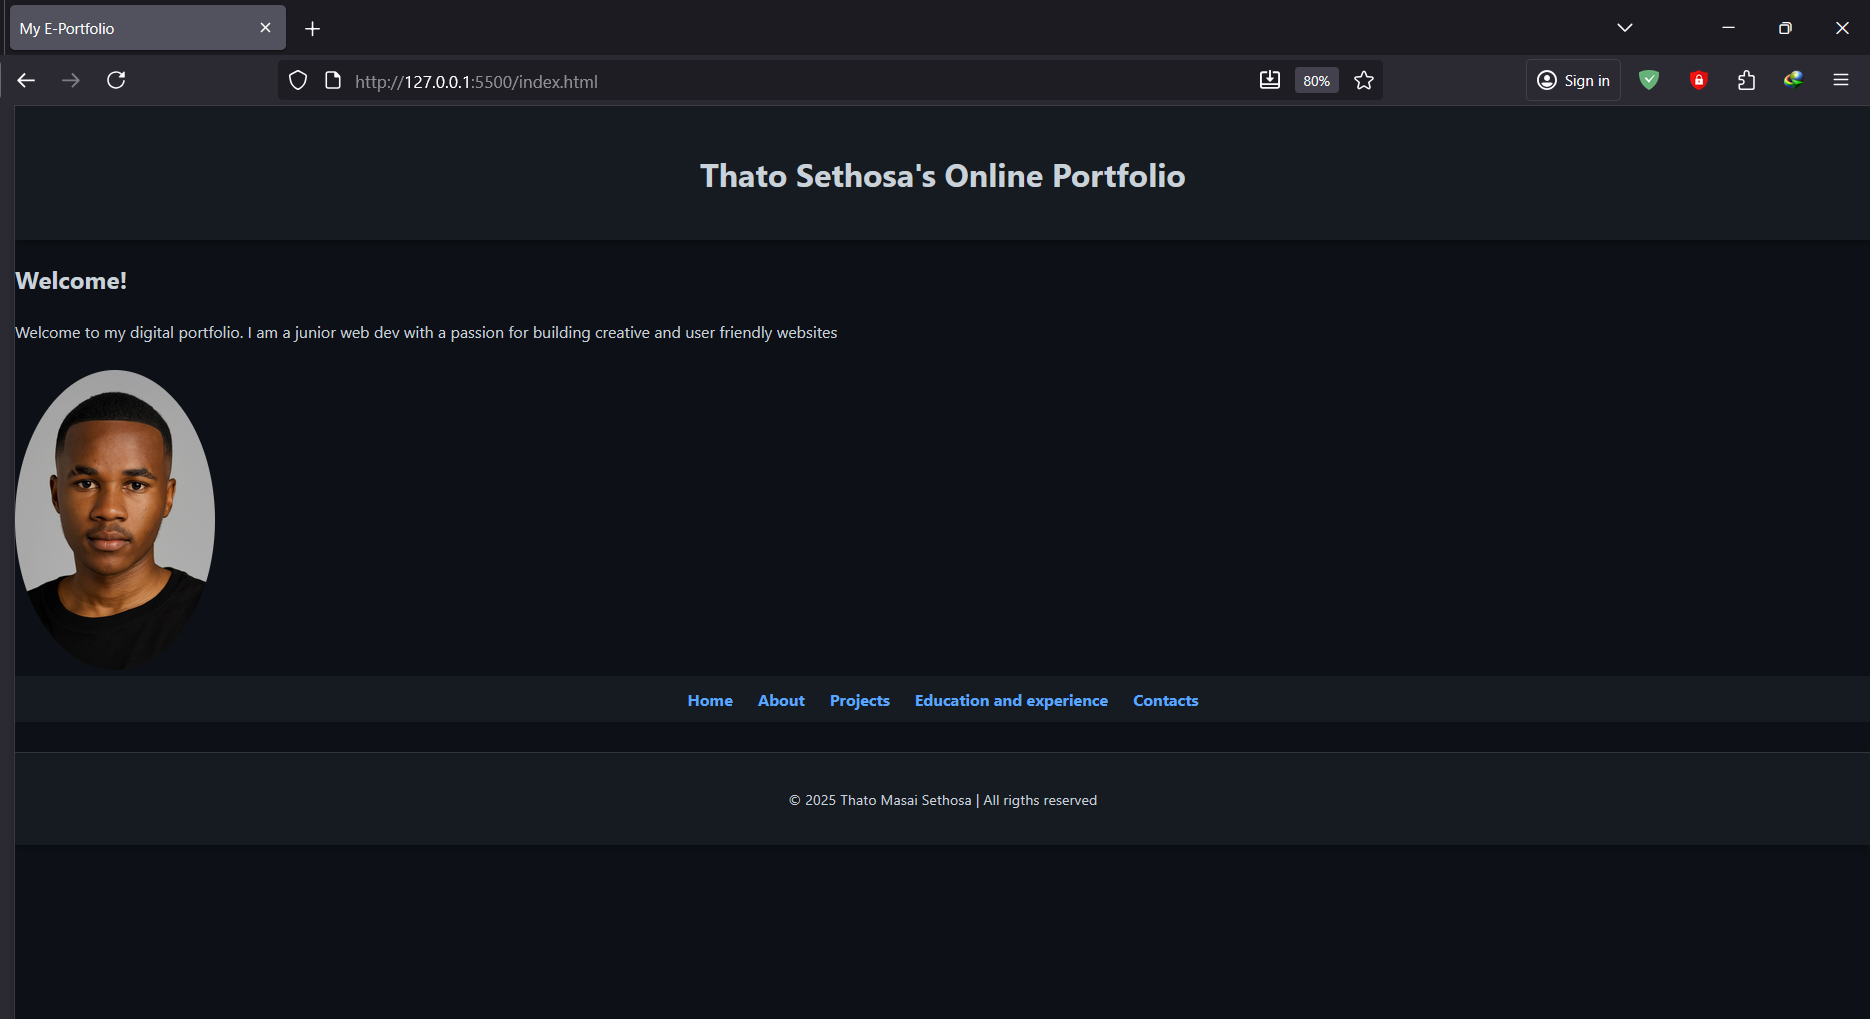 My E-Portfolio
http://127.0.0.1:5500/index.html
80%
Sign in
Thato Sethosa's Online Portfolio
Welcome!
Welcome to my digital portfolio. I am a junior web dev with a passion for building creative and user friendly websites
Home About Projects Education and experience Contacts
© 2025 Thato Masai Sethosa | All rigths reserved